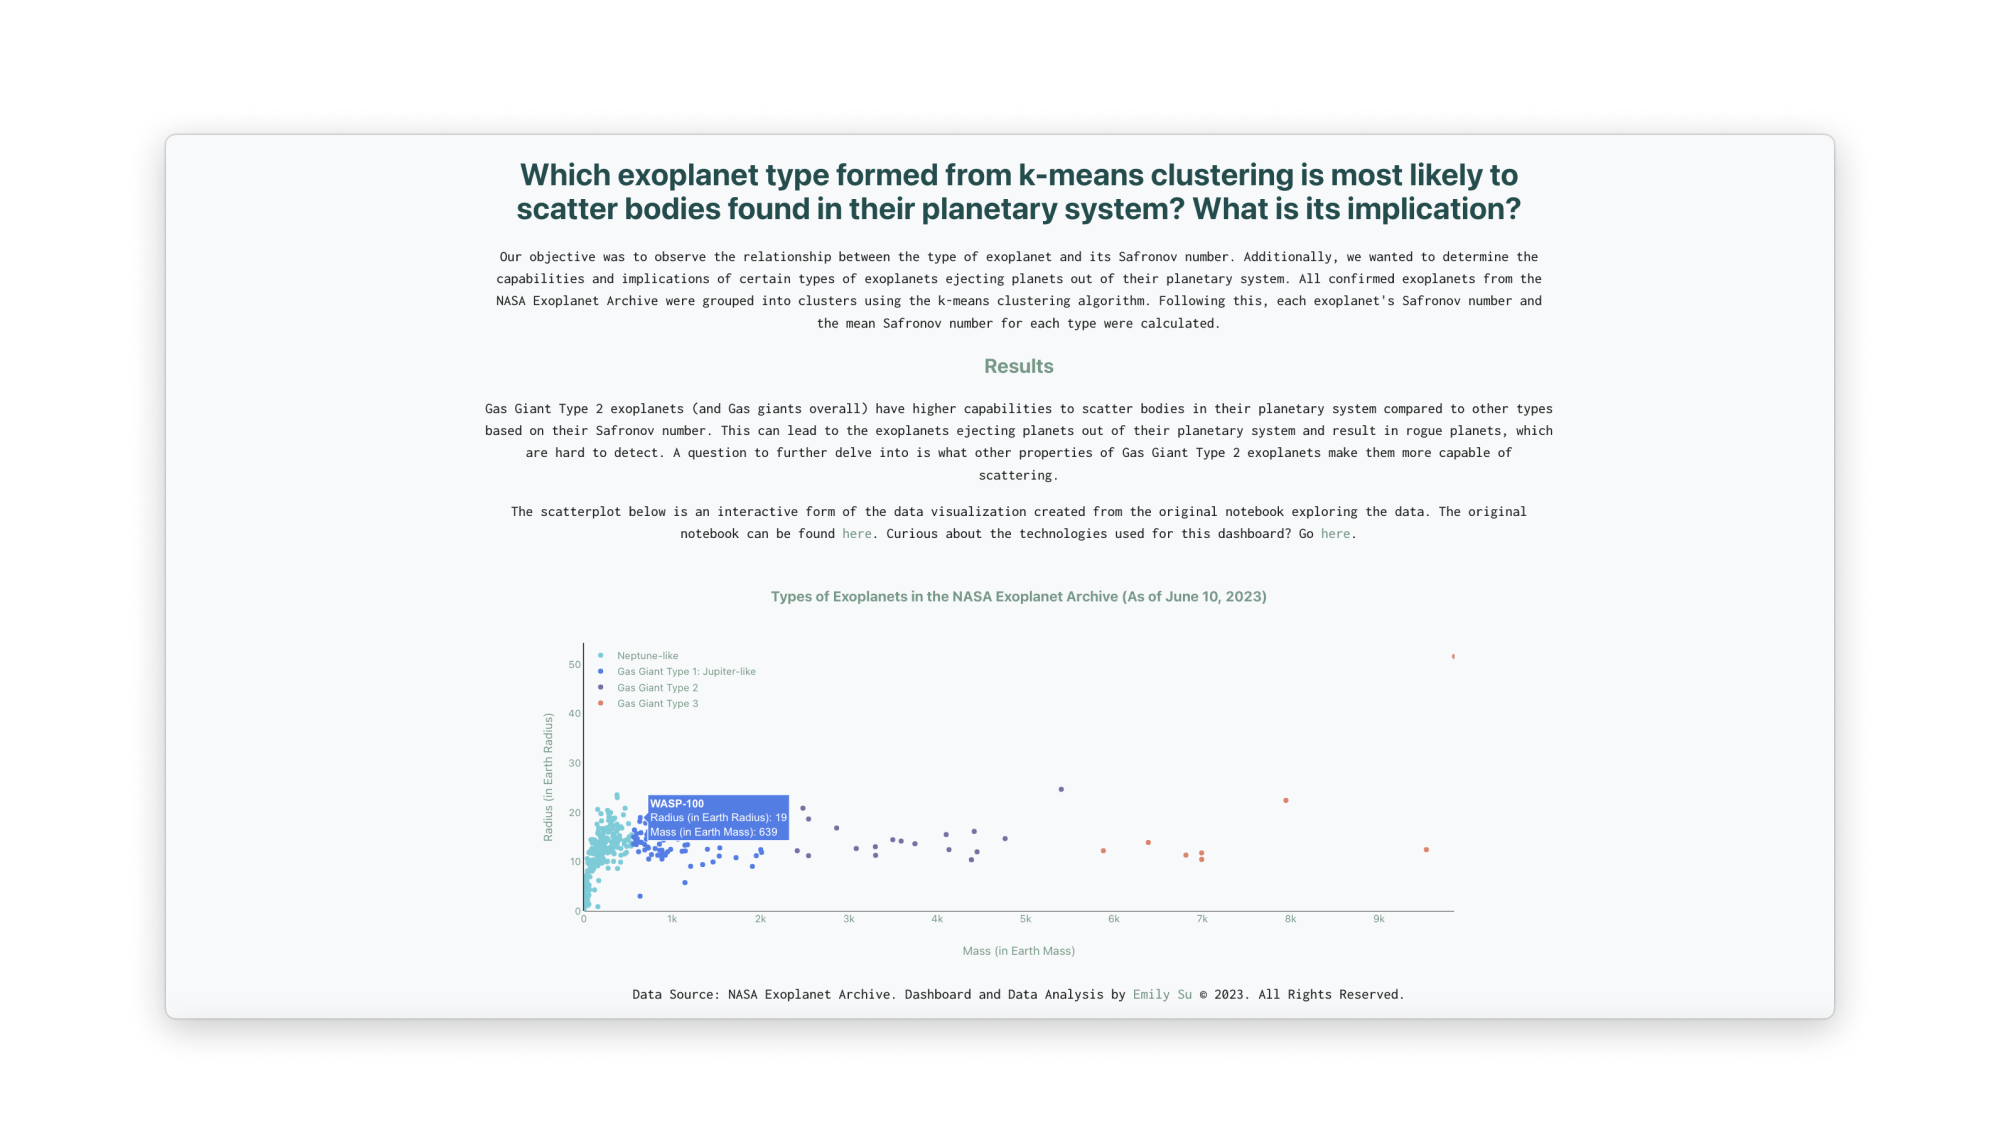 Which exoplanet type formed from k-means clustering is most likely to
scatter bodies found in their planetary system? What is its implication?
Our objective was to observe the relationship between the type of exoplanet and its Safronov number. Additionally, we wanted to determine the
capabilities and implications of certain types of exoplanets ejecting planets out of their planetary system. All confirmed exoplanets from the
NASA Exoplanet Archive were grouped into clusters using the k-means clustering algorithm. Following this, each exoplanet's Safronov number and
the mean Safronov number for each type were calculated.
Results
Gas Giant Type 2 exoplanets (and Gas giants overall) have higher capabilities to scatter bodies in their planetary system compared to other types
based on their Safronov number. This can lead to the exoplanets ejecting planets out of their planetary system and result in rogue planets, which
are hard to detect. A question to further delve into is what other properties of Gas Giant Type 2 exoplanets make them more capable of
scattering.
The scatterplot below is an interactive form of the data visualization created from the original notebook exploring the data. The original
notebook can be found here. Curious about the technologies used for this dashboard? Go here.
Types of Exoplanets in the NASA Exoplanet Archive (As of June 10, 2023)
Neptune-like
Gas Giant Type 1: Jupiter-like
Gas Giant Type 2
Gas Giant Type 3
Radius (in Earth Radius)
50
40
30
20
10
0
WASP-100
Radius (in Earth Radius): 19
Mass (in Earth Mass): 639
0 1k 2k 3k 4k 5k 6k 7k 8k 9k
Mass (in Earth Mass)
Data Source: NASA Exoplanet Archive. Dashboard and Data Analysis by Emily Su © 2023. All Rights Reserved.